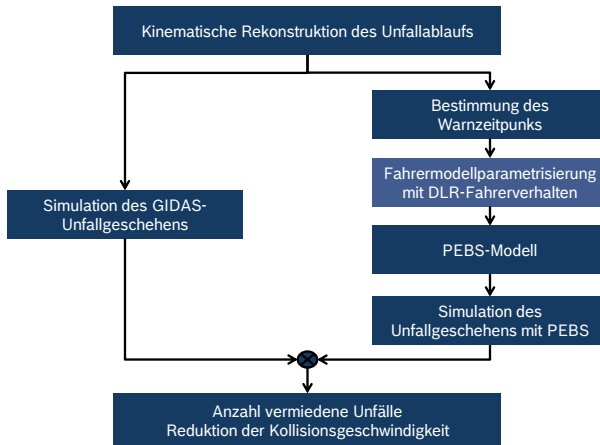 Kinematische Rekonstruktion des Unfallablaufs
Bestimmung des
Warnzeitpunks
Fahrermodellparametrisierung
mit DLR-Fahrerverhalten
Simulation des GIDAS-
Unfallgeschehens
PEBS-Modell
Simulation des
Unfallgeschehens mit PEBS
Anzahl vermiedene Unfälle
Reduktion der Kollisionsgeschwindigkeit